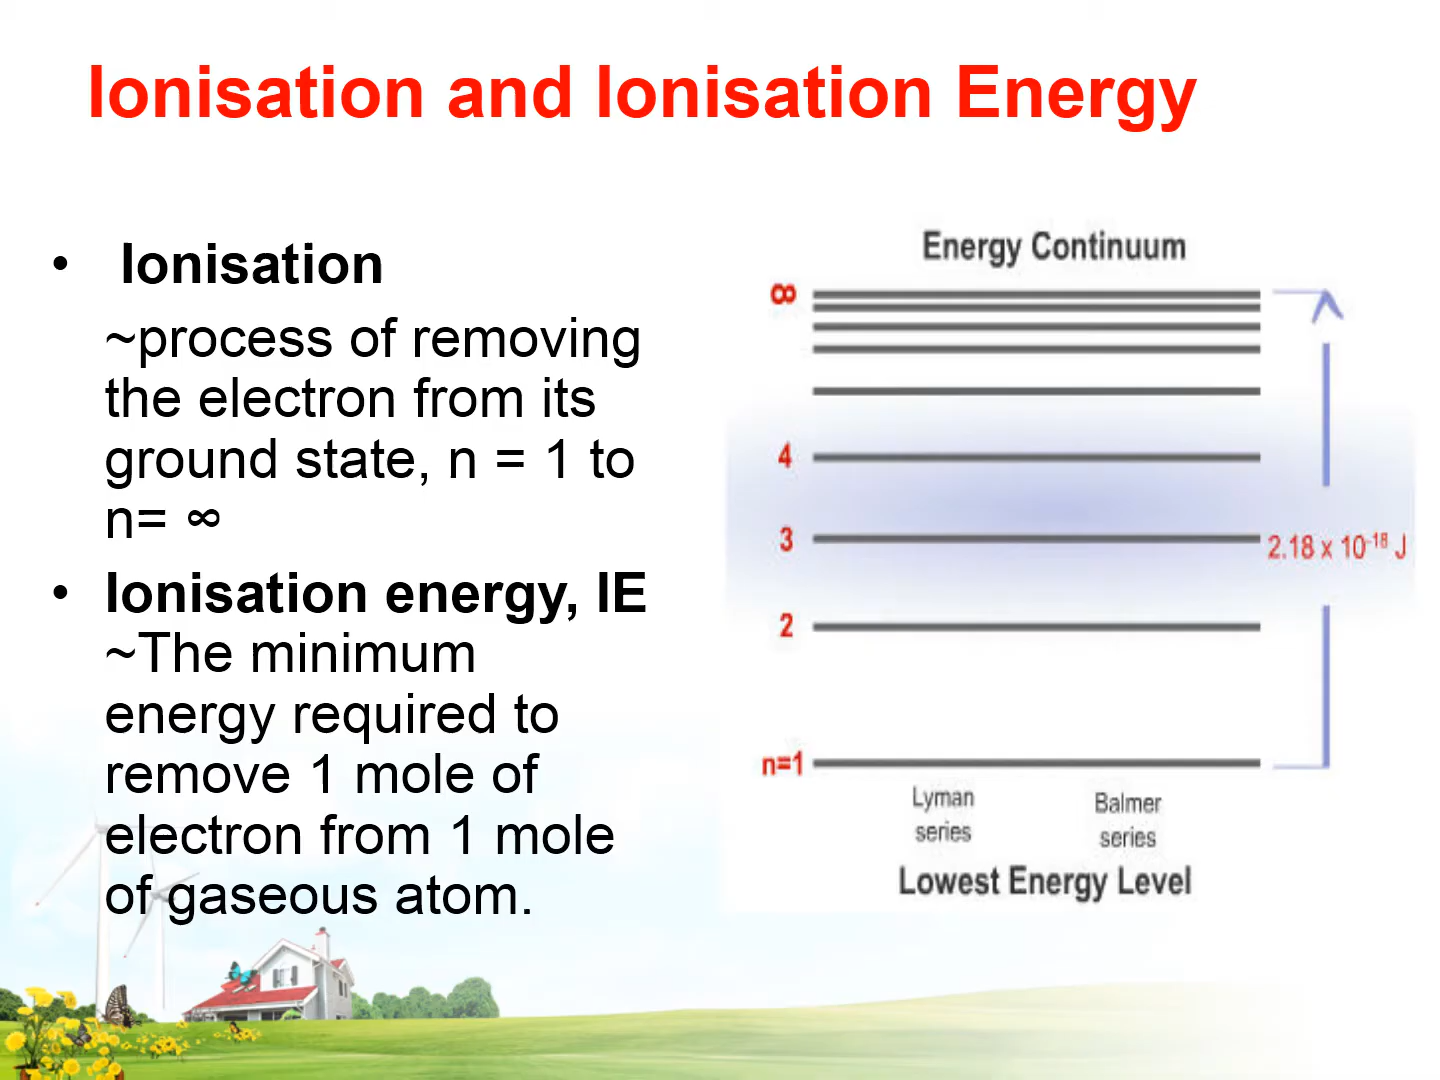 Ionisation and Ionisation Energy
• Ionisation
~process of removing
the electron from its
ground state, n = 1 to
n= ∞
• Ionisation energy, IE
~The minimum
energy required to
remove 1 mole of
electron from 1 mole
of gaseous atom.
Energy Continuum
∞
4
3
2.18 x 10⁻¹⁸ J
2
n=1
Lyman
series
Balmer
series
Lowest Energy Level